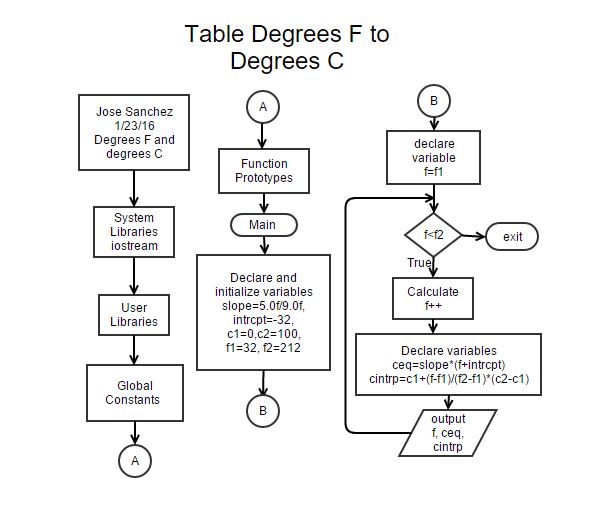 Table Degrees F to
Degrees C
Jose Sanchez
1/23/16
Degrees F and
degrees C
System
Libraries
iostream
User
Libraries
Global
Constants
A
A
Function
Prototypes
Main
Declare and
initialize variables
slope=5.0f/9.0f,
intrcpt=-32,
c1=0,c2=100,
f1=32, f2=212
B
B
declare
variable
f=f1
f<f2
exit
True
Calculate
f++
Declare variables
ceq=slope*(f+intrcpt)
cintrp=c1+(f-f1)/(f2-f1)*(c2-c1)
output
f, ceq,
cintrp